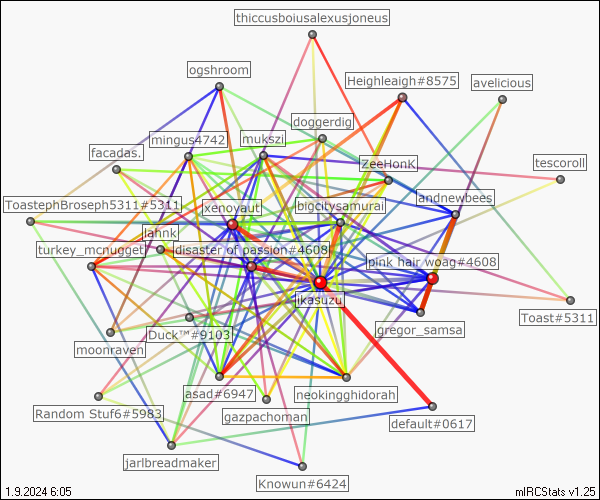 thiccusboiusalexusjoneus
ogshroom
Heighleaigh#8575
avelicious
doggerdig
mingus4742
mukszi
facadas.
ZeeHonK
tescoroll
andnewbees
ToastephBroseph5311#5311
xenovaut
bigcitysamurai
jahnk
turkey_mcnugget
disaster of passion#4608
pink hair woag#4608
ikasuzu
Toast#5311
gregor_samsa
Duck™#9103
moonraven
asad#6947
neokingghidorah
Random Stuf6#5983
gazpachoman
default#0617
jarlbreadmaker
Knowun#6424
1.9.2024 6:05
mIRCStats v1.25